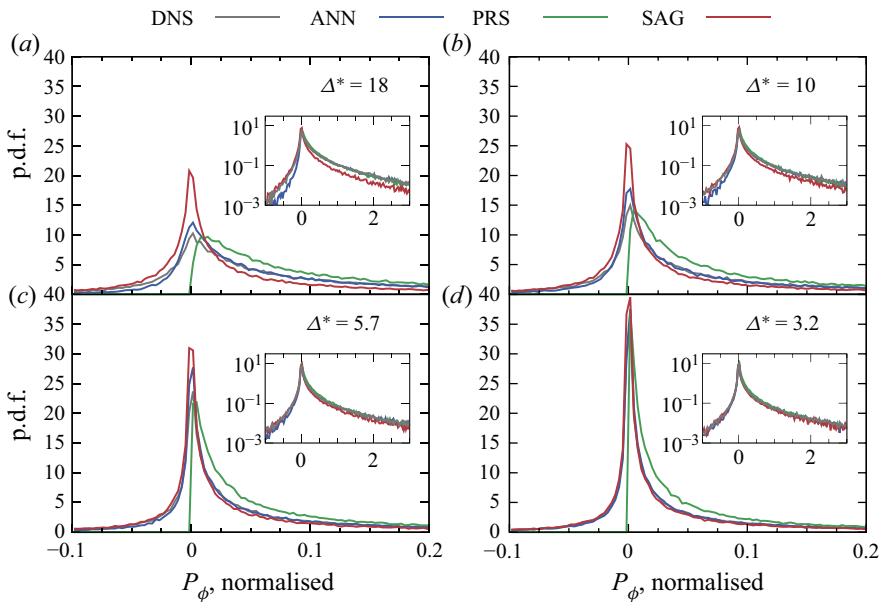 DNS ANN PRS SAG
(a) (b)
40 40
35 35
30 30
25 25
20 20
15 15
10 10
5 5
p.d.f.
Δ* = 18 Δ* = 10
10^1 10^1
10^−1 10^−1
10^−3 10^−3
0 2 0 2
(c) (d)
40 40
35 35
30 30
25 25
20 20
15 15
10 10
5 5
0 0
p.d.f.
Δ* = 5.7 Δ* = 3.2
10^1 10^1
10^−1 10^−1
10^−3 10^−3
0 2 0 2
−0.1 0 0.1 0.2 −0.1 0 0.1 0.2
P_ϕ, normalised P_ϕ, normalised